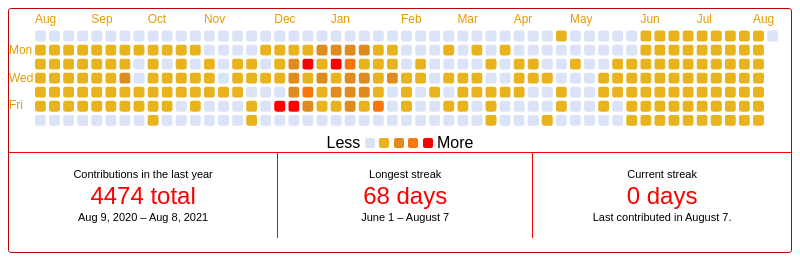 Aug Sep Oct Nov Dec Jan Feb Mar Apr May Jun Jul Aug
Mon
Wed
Fri
Less More
Contributions in the last year
4474 total
Aug 9, 2020 – Aug 8, 2021
Longest streak
68 days
June 1 – August 7
Current streak
0 days
Last contributed in August 7.